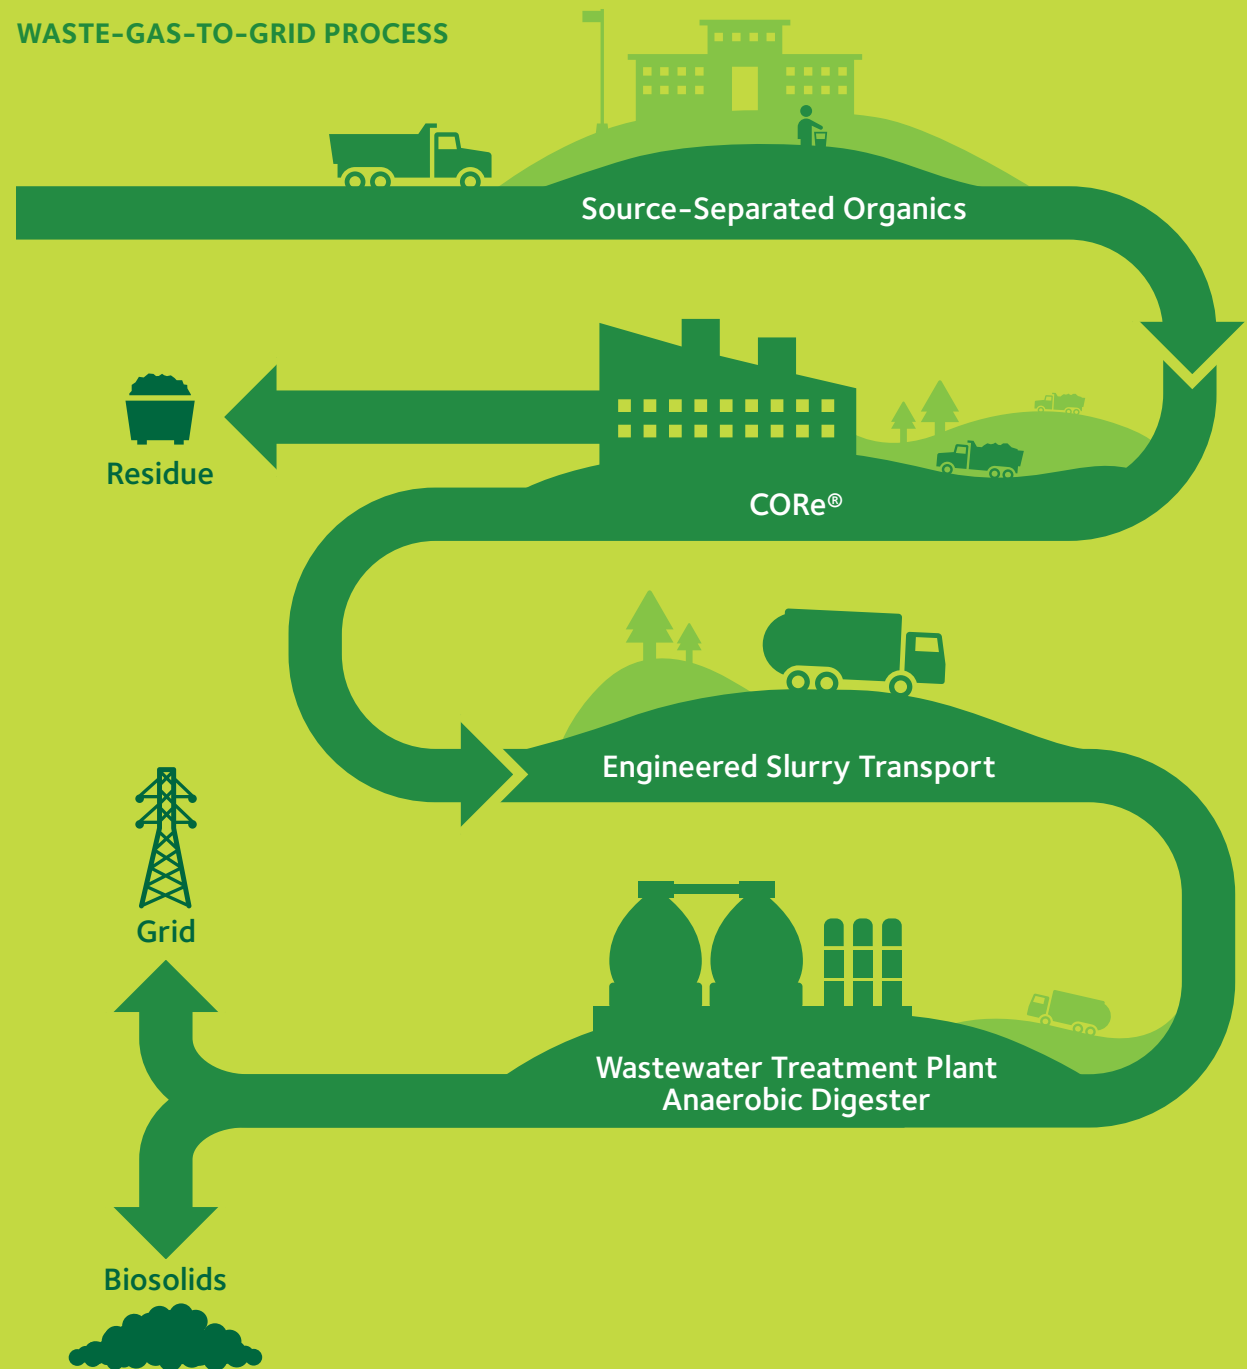 WASTE-GAS-TO-GRID PROCESS
Source-Separated Organics
Residue
CORe®
Engineered Slurry Transport
Grid
Wastewater Treatment Plant
Anaerobic Digester
Biosolids